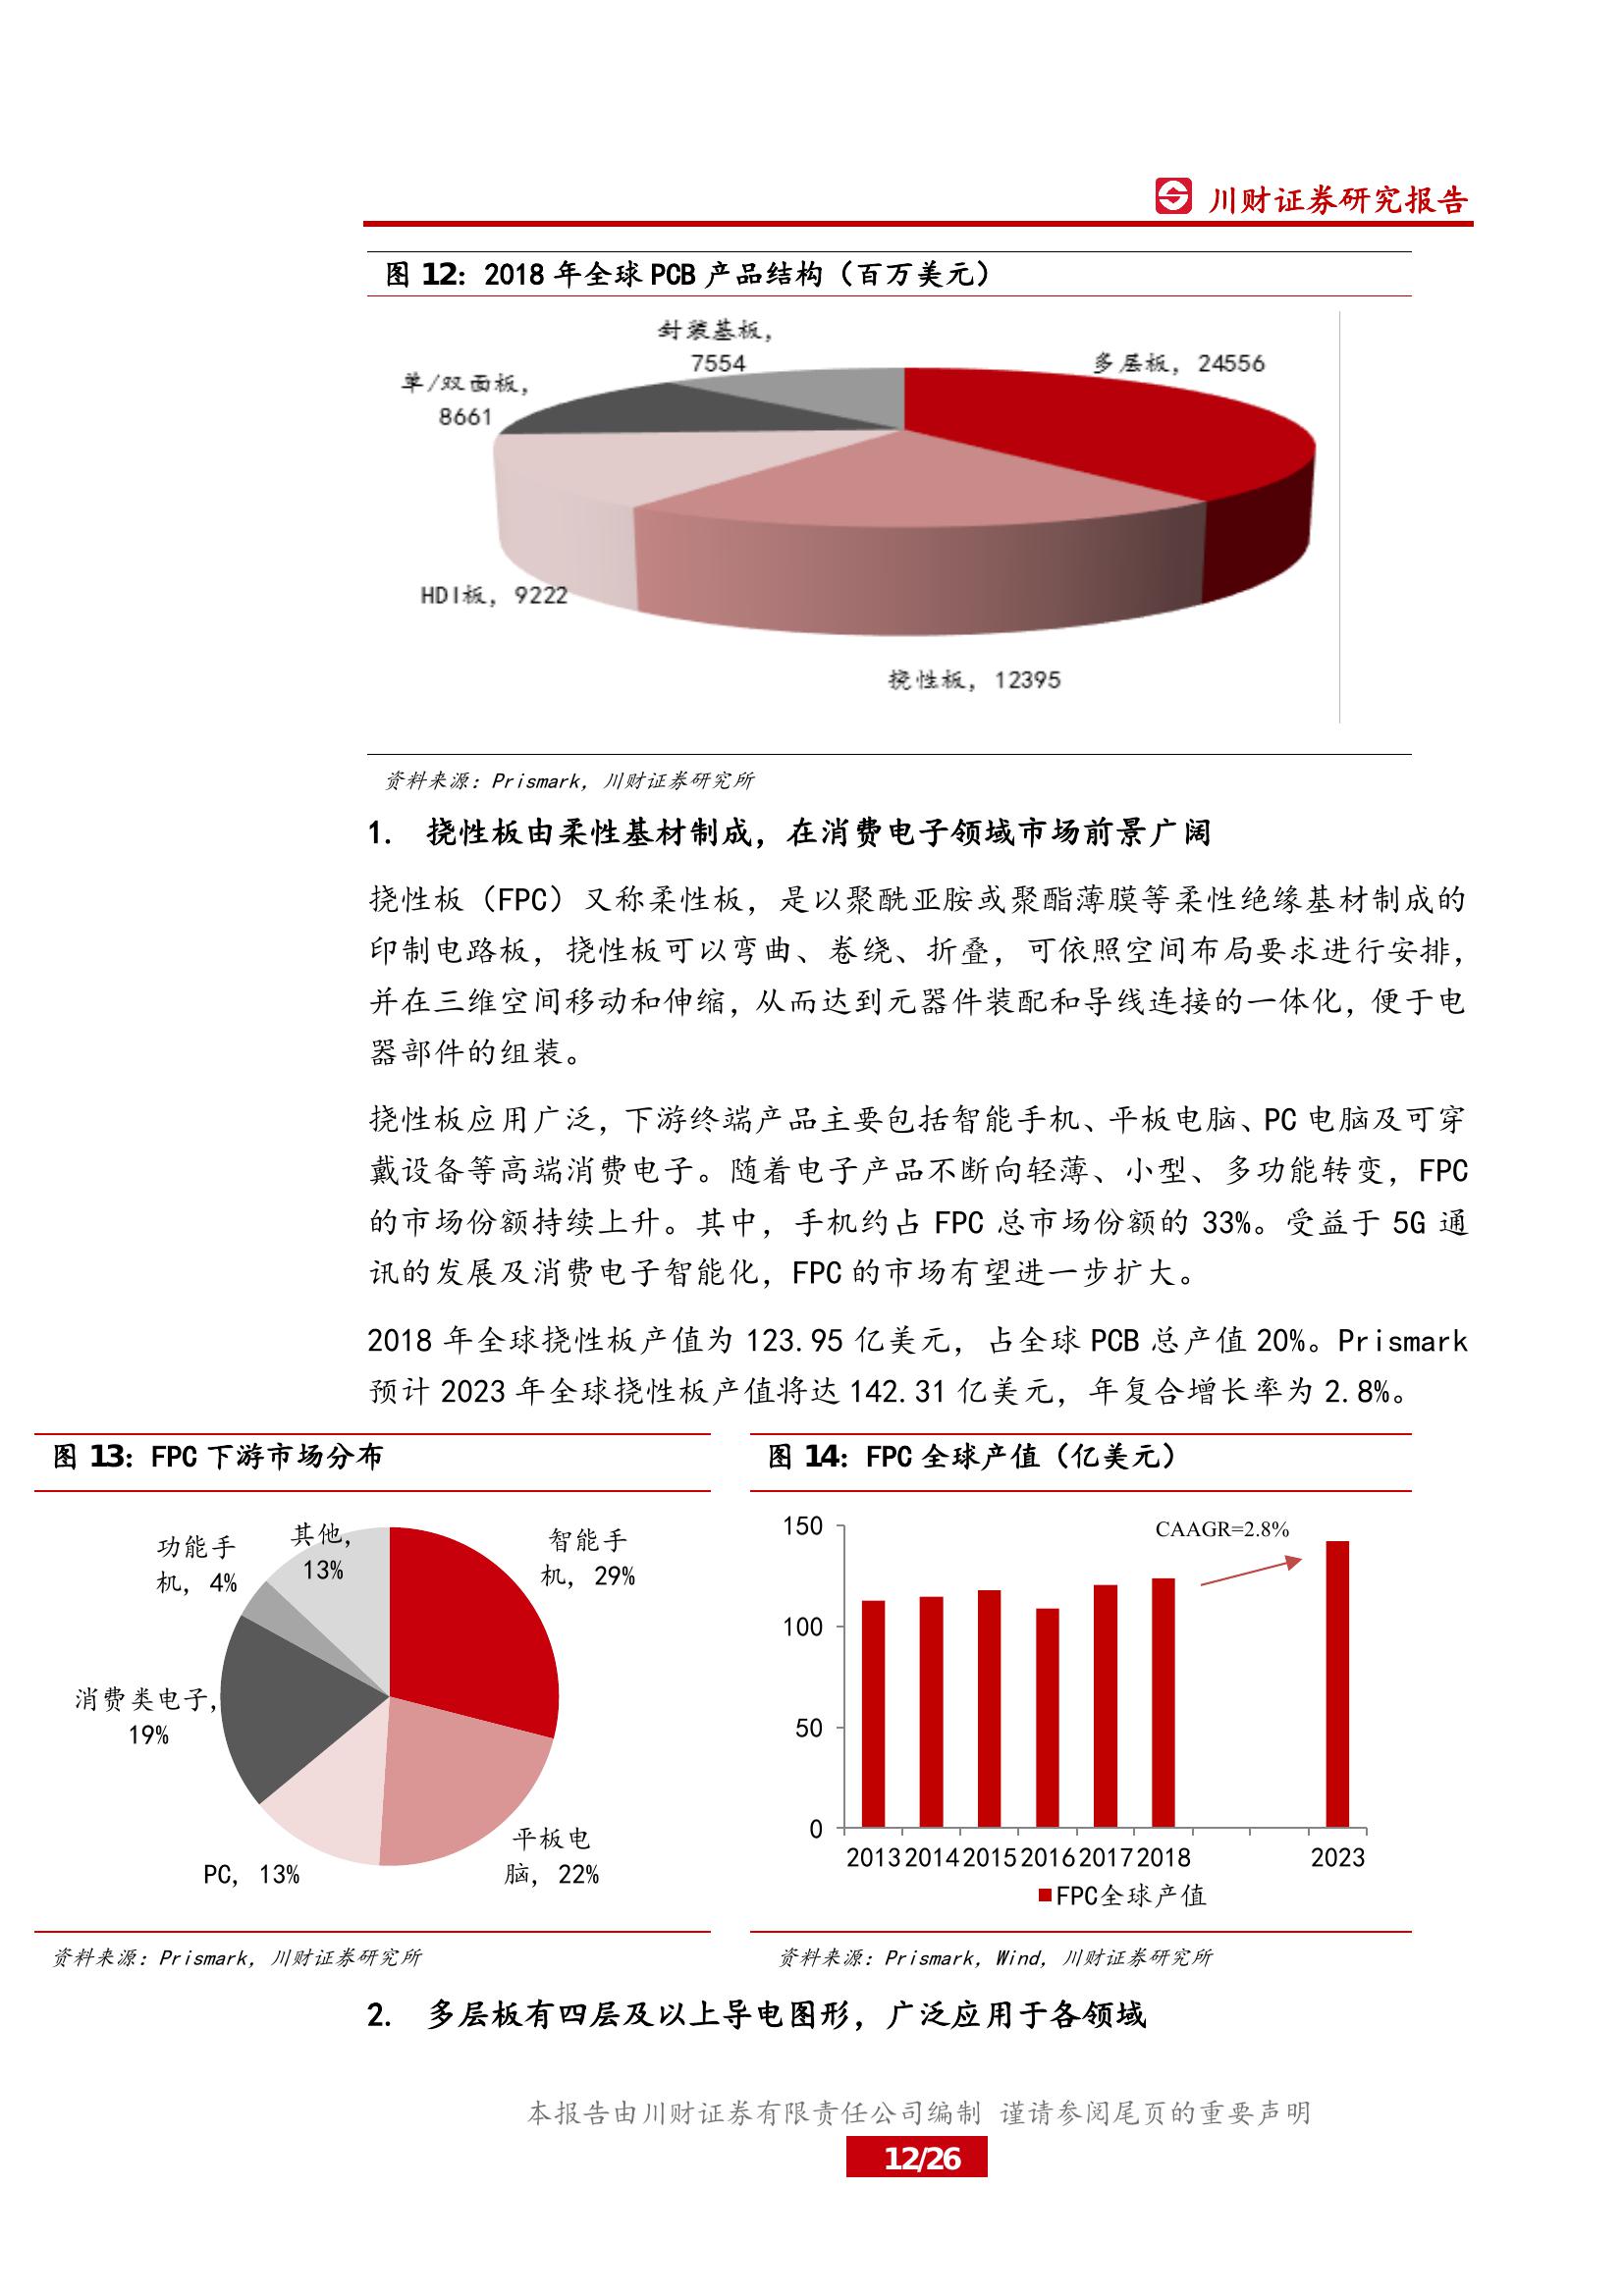 川财证券研究报告
图 12：2018 年全球 PCB 产品结构（百万美元）
封装基板，
7554
多层板，24556
单/双面板，
8661
HDI板，9222
挠性板，12395
资料来源：Prismark，川财证券研究所
1. 挠性板由柔性基材制成，在消费电子领域市场前景广阔
挠性板（FPC）又称柔性板，是以聚酰亚胺或聚酯薄膜等柔性绝缘基材制成的
印制电路板，挠性板可以弯曲、卷绕、折叠，可依照空间布局要求进行安排，
并在三维空间移动和伸缩，从而达到元器件装配和导线连接的一体化，便于电
器部件的组装。
挠性板应用广泛，下游终端产品主要包括智能手机、平板电脑、PC 电脑及可穿
戴设备等高端消费电子。随着电子产品不断向轻薄、小型、多功能转变，FPC
的市场份额持续上升。其中，手机约占 FPC 总市场份额的 33%。受益于 5G 通
讯的发展及消费电子智能化，FPC 的市场有望进一步扩大。
2018 年全球挠性板产值为 123.95 亿美元，占全球 PCB 总产值 20%。Prismark
预计 2023 年全球挠性板产值将达 142.31 亿美元，年复合增长率为 2.8%。
图 13：FPC 下游市场分布
其他，
13%
功能手
机，4%
智能手
机，29%
消费类电子，
19%
平板电
脑，22%
PC，13%
资料来源：Prismark，川财证券研究所
图 14：FPC 全球产值（亿美元）
CAAGR=2.8%
150
100
50
0
2013 2014 2015 2016 2017 2018 2023
FPC全球产值
资料来源：Prismark，Wind，川财证券研究所
2. 多层板有四层及以上导电图形，广泛应用于各领域
本报告由川财证券有限责任公司编制 谨请参阅尾页的重要声明
12/26